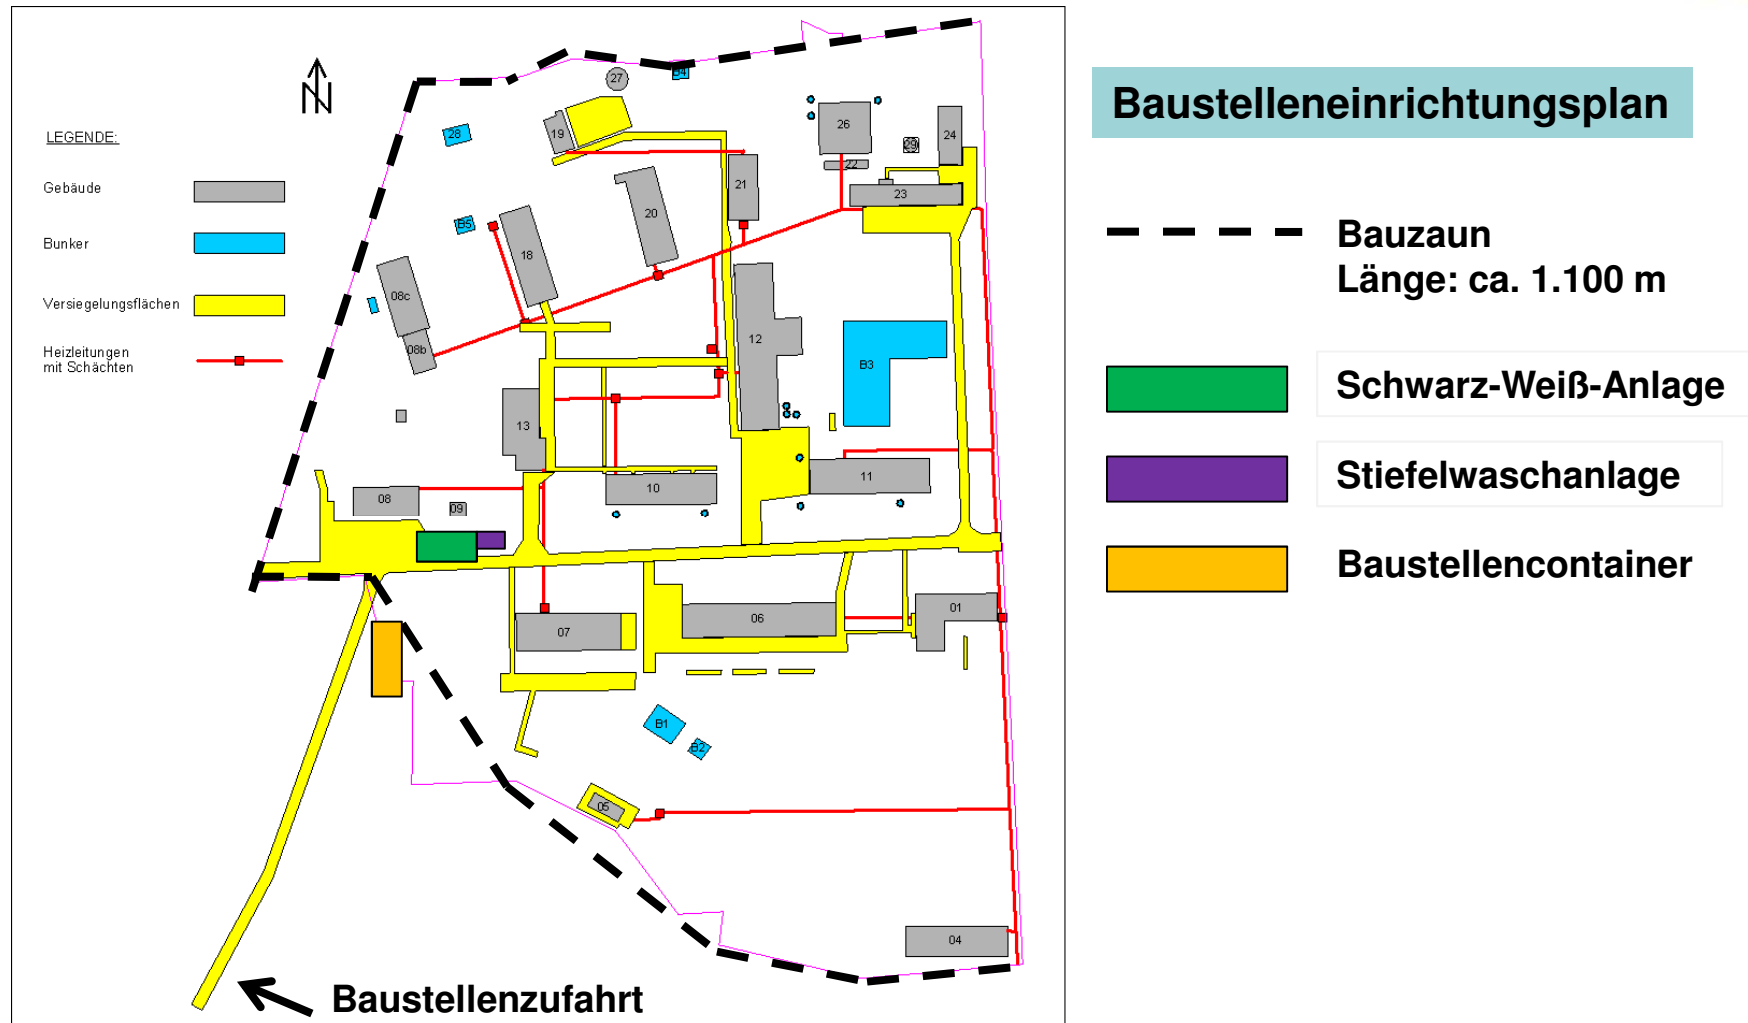 Baustelleneinrichtungsplan
N
LEGENDE:
Gebäude
Bunker
Versiegelungsflächen
Heizleitungen
mit Schächten
Bauzaun
Länge: ca. 1.100 m
Schwarz-Weiß-Anlage
Stiefelwaschanlage
Baustellencontainer
27
B4
28
19
26
29
24
22
21
23
20
B5
18
08c
08b
12
B3
13
11
10
08
09
01
06
07
B1
B2
05
04
Baustellenzufahrt